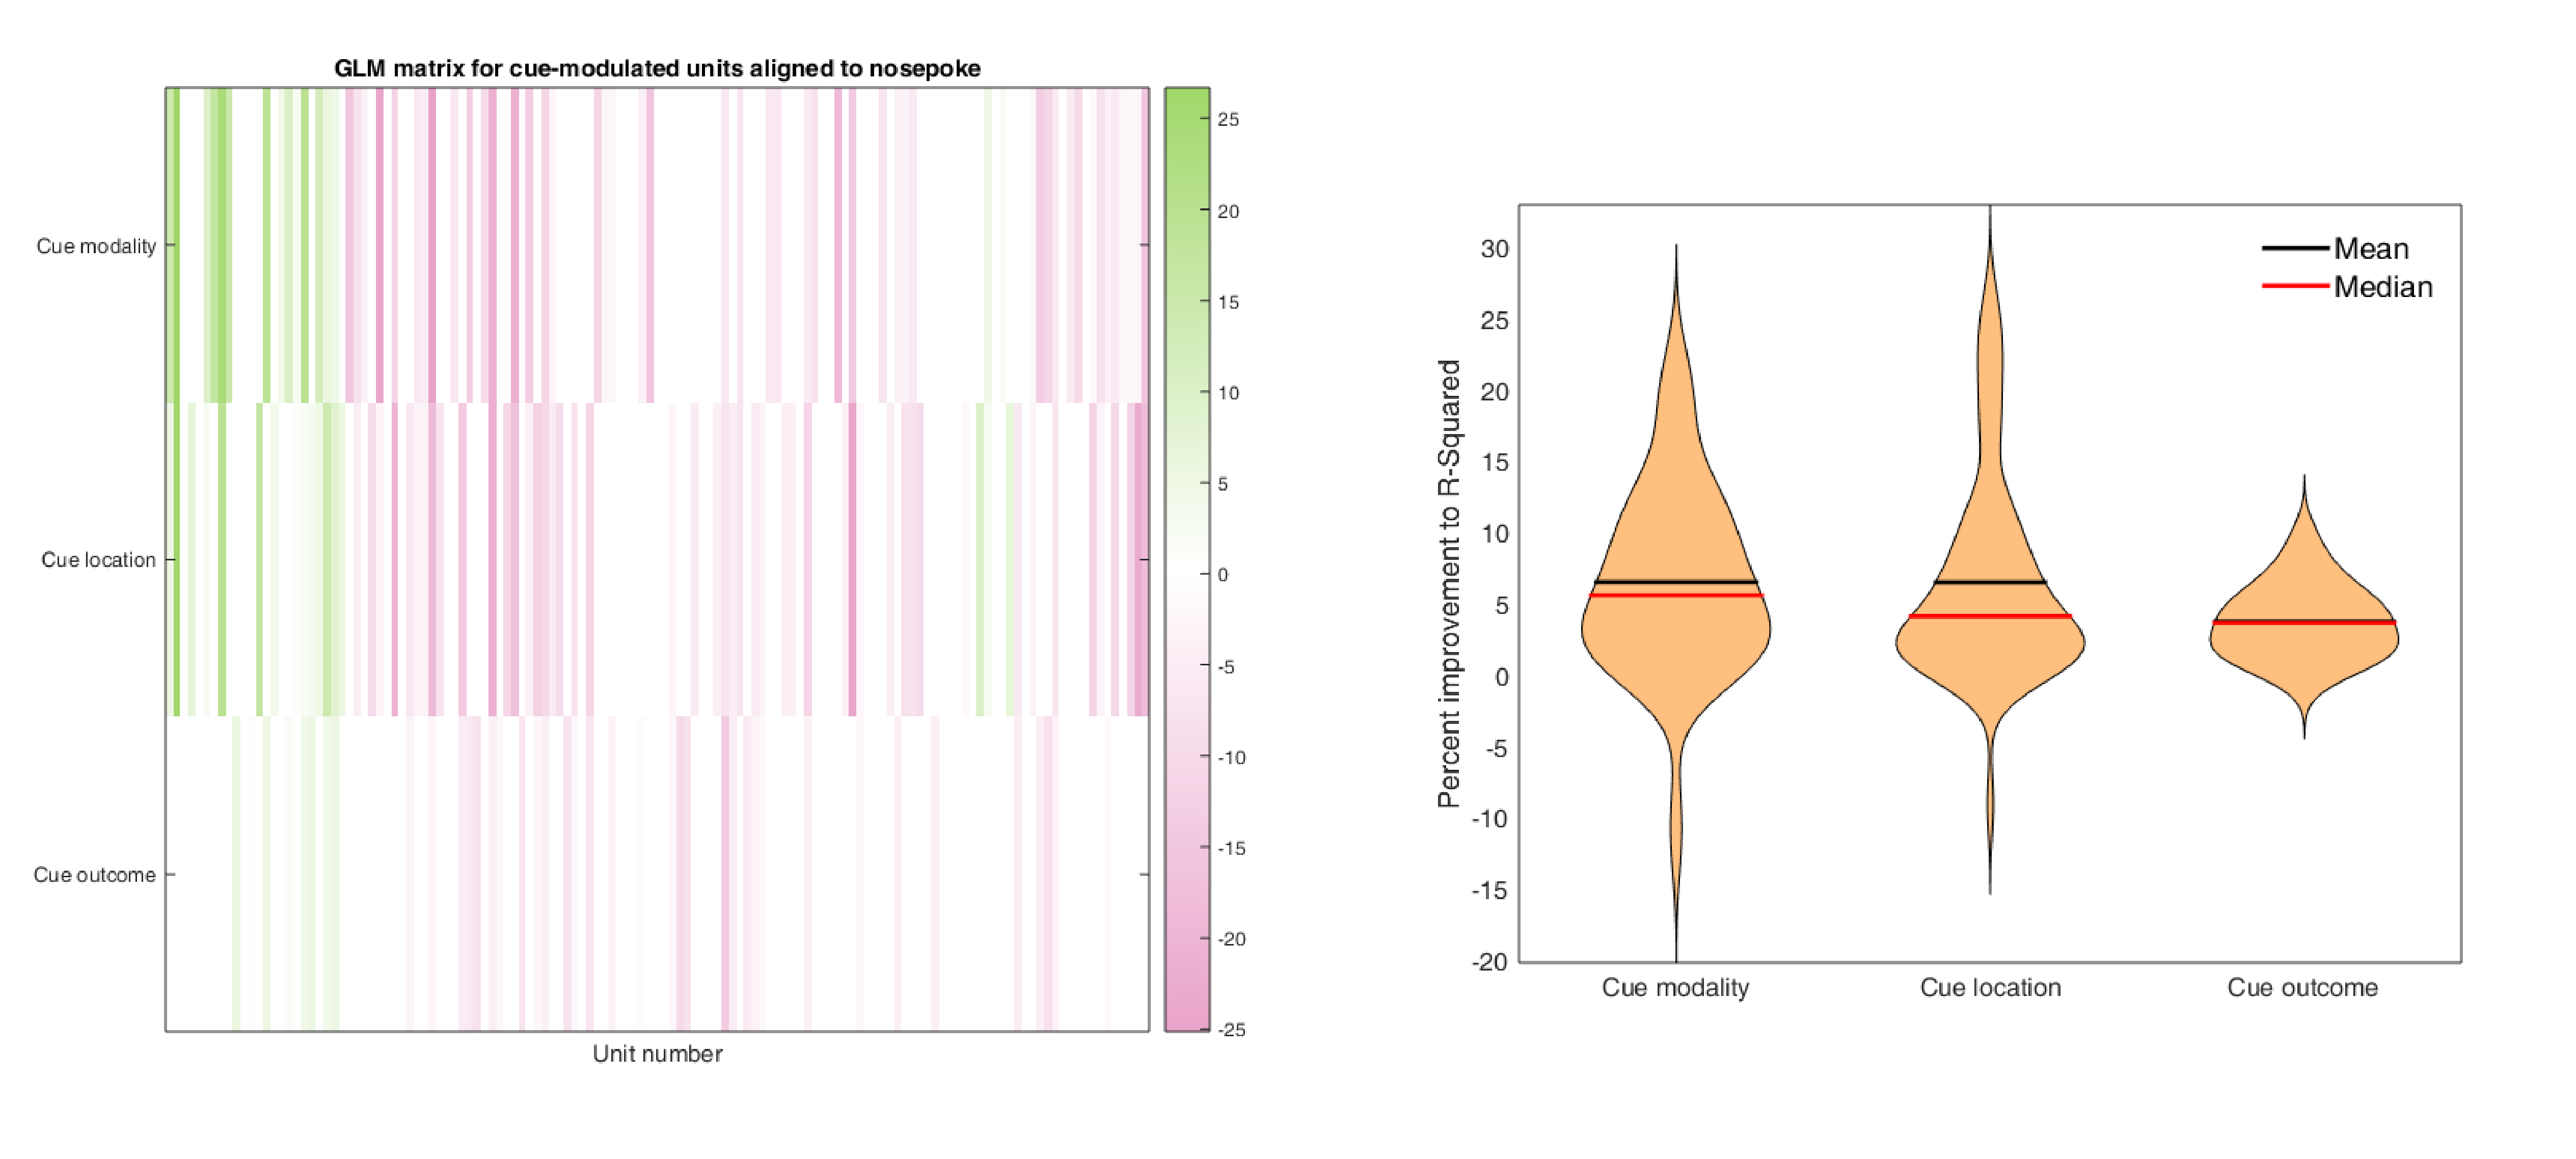 GLM matrix for cue-modulated units aligned to nosepoke
Cue modality
Cue location
Cue outcome
Unit number
25
20
15
10
5
0
-5
-10
-15
-20
-25
Percent improvement to R-Squared
30
25
20
15
10
5
0
-5
-10
-15
-20
Mean
Median
Cue modality
Cue location
Cue outcome